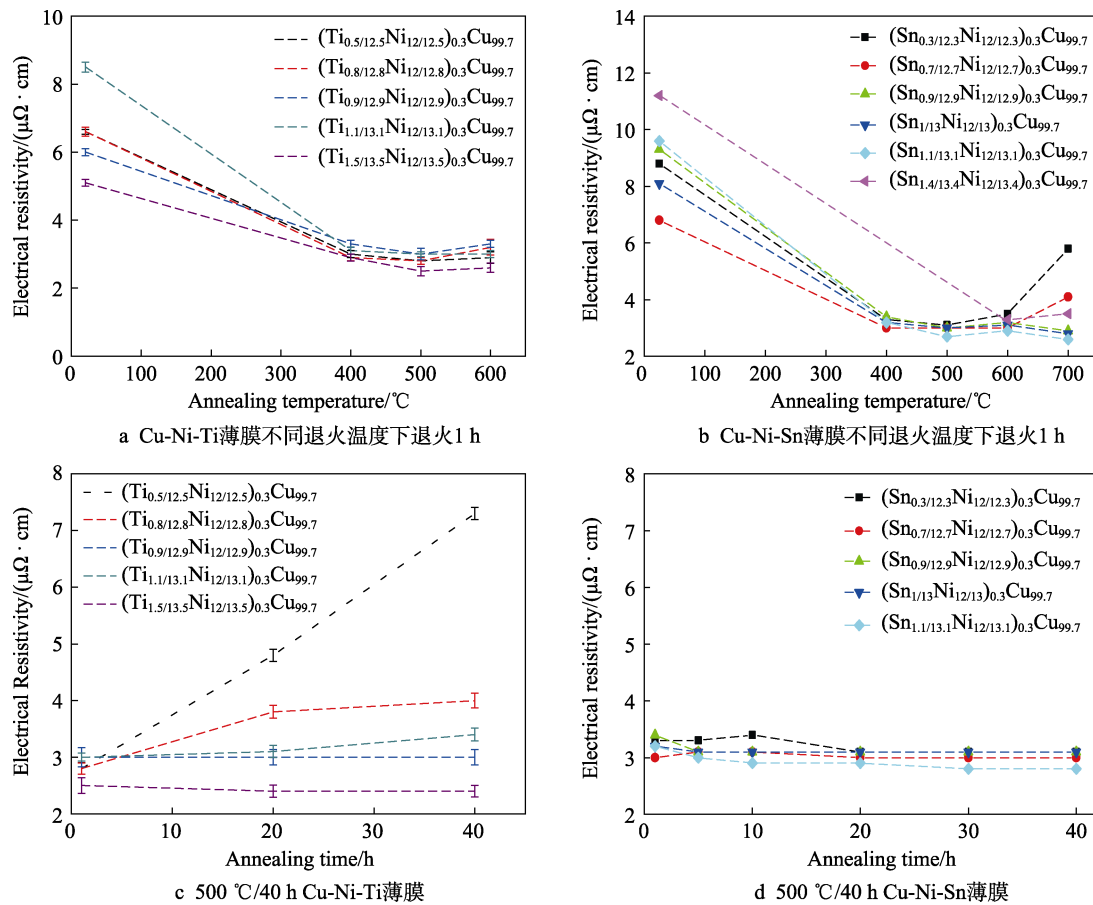 10
8
6
4
2
0
0
100
200
300
400
500
600
Electrical resistivity/(μΩ · cm)
Annealing temperature/℃
(Ti0.5/12.5Ni12/12.5)0.3Cu99.7
(Ti0.8/12.8Ni12/12.8)0.3Cu99.7
(Ti0.9/12.9Ni12/12.9)0.3Cu99.7
(Ti1.1/13.1Ni12/13.1)0.3Cu99.7
(Ti1.5/13.5Ni12/13.5)0.3Cu99.7
a Cu-Ni-Ti薄膜不同退火温度下退火1 h
14
12
10
8
6
4
2
0
100
200
300
400
500
600
700
Electrical resistivity/(μΩ · cm)
Annealing temperature/℃
(Sn0.3/12.3Ni12/12.3)0.3Cu99.7
(Sn0.7/12.7Ni12/12.7)0.3Cu99.7
(Sn0.9/12.9Ni12/12.9)0.3Cu99.7
(Sn1/13Ni12/13)0.3Cu99.7
(Sn1.1/13.1Ni12/13.1)0.3Cu99.7
(Sn1.4/13.4Ni12/13.4)0.3Cu99.7
b Cu-Ni-Sn薄膜不同退火温度下退火1 h
8
7
6
5
4
3
2
0
10
20
30
40
Electrical Resistivity/(μΩ · cm)
Annealing time/h
(Ti0.5/12.5Ni12/12.5)0.3Cu99.7
(Ti0.8/12.8Ni12/12.8)0.3Cu99.7
(Ti0.9/12.9Ni12/12.9)0.3Cu99.7
(Ti1.1/13.1Ni12/13.1)0.3Cu99.7
(Ti1.5/13.5Ni12/13.5)0.3Cu99.7
c 500 ℃/40 h Cu-Ni-Ti薄膜
8
7
6
5
4
3
2
0
10
20
30
40
Electrical resistivity/(μΩ · cm)
Annealing time/h
(Sn0.3/12.3Ni12/12.3)0.3Cu99.7
(Sn0.7/12.7Ni12/12.7)0.3Cu99.7
(Sn0.9/12.9Ni12/12.9)0.3Cu99.7
(Sn1/13Ni12/13)0.3Cu99.7
(Sn1.1/13.1Ni12/13.1)0.3Cu99.7
d 500 ℃/40 h Cu-Ni-Sn薄膜